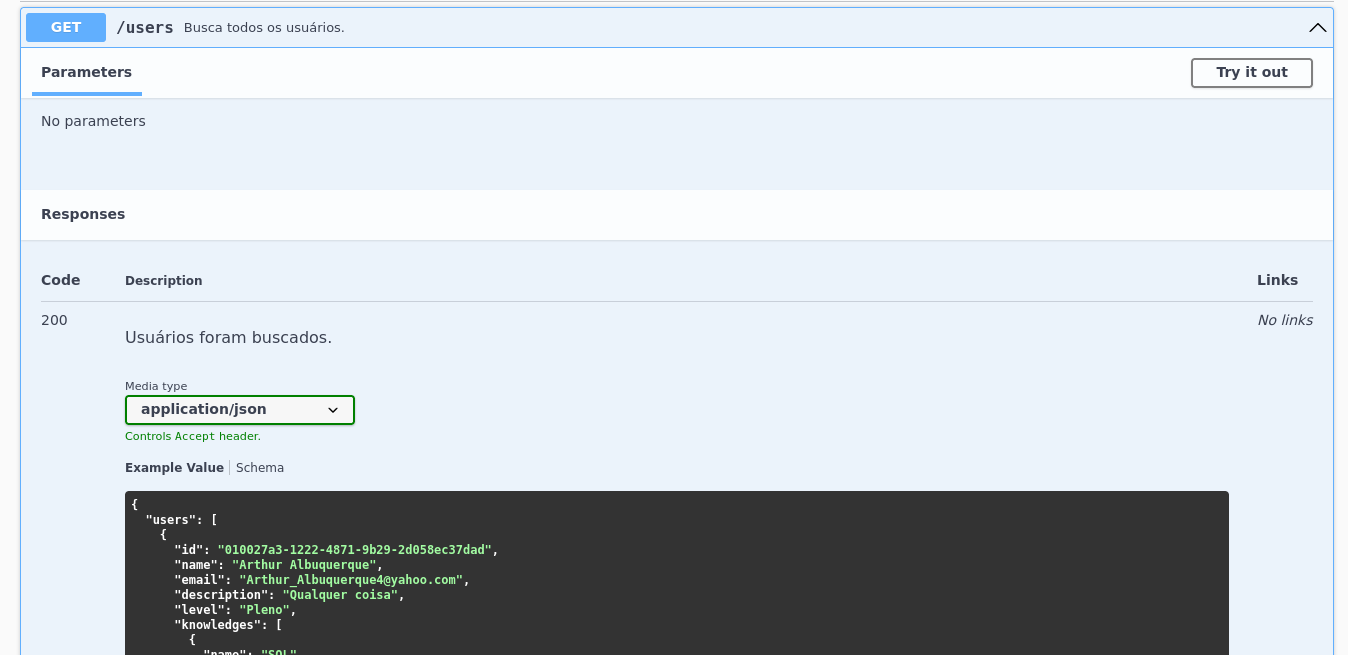 GET /users Busca todos os usuários.
Parameters Try it out
No parameters
Responses
Code Description Links
200 No links
Usuários foram buscados.
Media type
application/json
Controls Accept header.
Example Value Schema
{
"users": [
{
"id": "010027a3-1222-4871-9b29-2d058ec37dad",
"name": "Arthur Albuquerque",
"email": "Arthur_Albuquerque4@yahoo.com",
"description": "Qualquer coisa",
"level": "Pleno",
"knowledges": [
{
"name": "SQL",